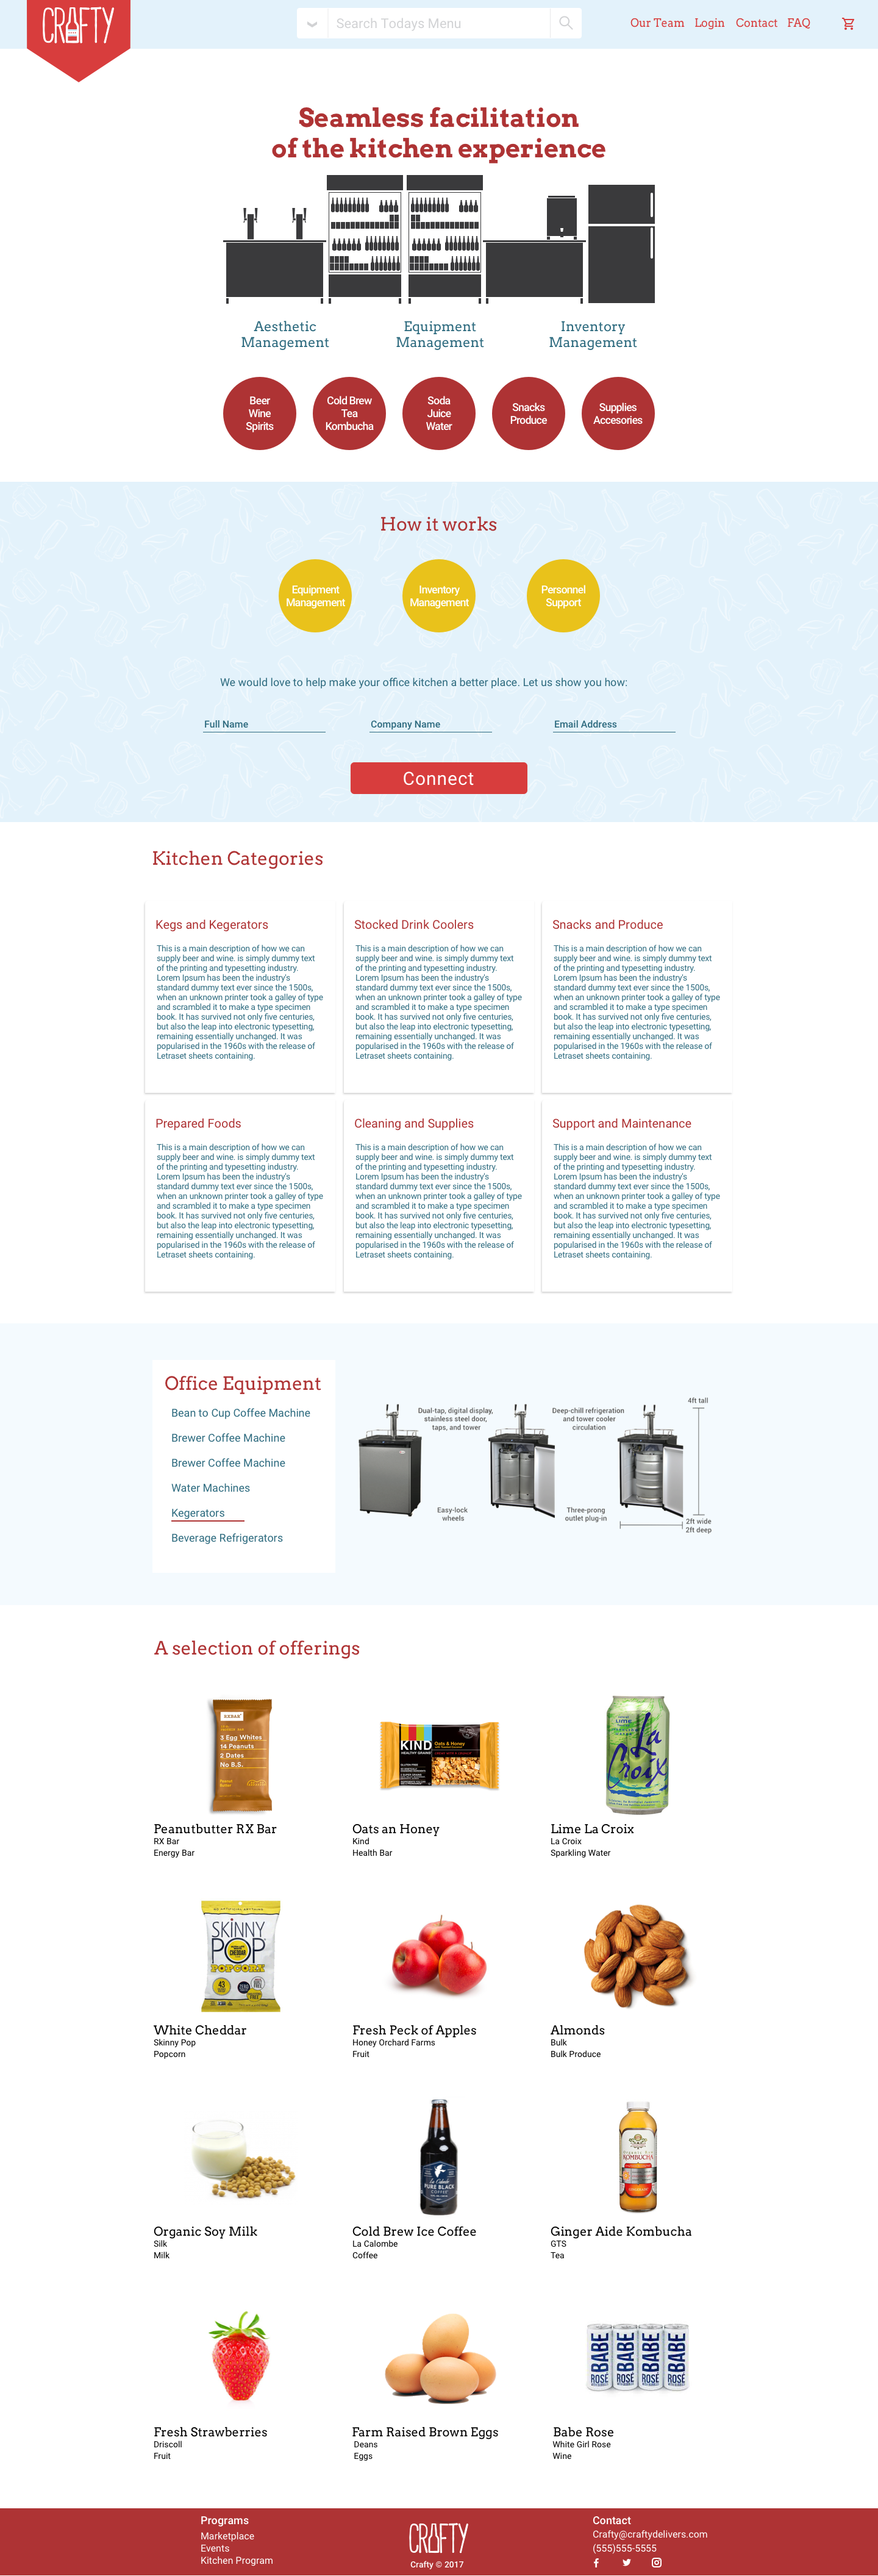 CRAFTY
Search Todays Menu
Our Team Login Contact FAQ
Seamless facilitation
of the kitchen experience
Aesthetic
Management
Equipment
Management
Inventory
Management
Beer
Wine
Spirits
Cold Brew
Tea
Kombucha
Soda
Juice
Water
Snacks
Produce
Supplies
Accesories
How it works
Equipment
Management
Inventory
Management
Personnel
Support
We would love to help make your office kitchen a better place. Let us show you how:
Full Name
Company Name
Email Address
Connect
Kitchen Categories
Kegs and Kegerators
This is a main description of how we can
supply beer and wine. is simply dummy text
of the printing and typesetting industry.
Lorem Ipsum has been the industry's
standard dummy text ever since the 1500s,
when an unknown printer took a galley of type
and scrambled it to make a type specimen
book. It has survived not only five centuries,
but also the leap into electronic typesetting,
remaining essentially unchanged. It was
popularised in the 1960s with the release of
Letraset sheets containing.
Stocked Drink Coolers
This is a main description of how we can
supply beer and wine. is simply dummy text
of the printing and typesetting industry.
Lorem Ipsum has been the industry's
standard dummy text ever since the 1500s,
when an unknown printer took a galley of type
and scrambled it to make a type specimen
book. It has survived not only five centuries,
but also the leap into electronic typesetting,
remaining essentially unchanged. It was
popularised in the 1960s with the release of
Letraset sheets containing.
Snacks and Produce
This is a main description of how we can
supply beer and wine. is simply dummy text
of the printing and typesetting industry.
Lorem Ipsum has been the industry's
standard dummy text ever since the 1500s,
when an unknown printer took a galley of type
and scrambled it to make a type specimen
book. It has survived not only five centuries,
but also the leap into electronic typesetting,
remaining essentially unchanged. It was
popularised in the 1960s with the release of
Letraset sheets containing.
Prepared Foods
This is a main description of how we can
supply beer and wine. is simply dummy text
of the printing and typesetting industry.
Lorem Ipsum has been the industry's
standard dummy text ever since the 1500s,
when an unknown printer took a galley of type
and scrambled it to make a type specimen
book. It has survived not only five centuries,
but also the leap into electronic typesetting,
remaining essentially unchanged. It was
popularised in the 1960s with the release of
Letraset sheets containing.
Cleaning and Supplies
This is a main description of how we can
supply beer and wine. is simply dummy text
of the printing and typesetting industry.
Lorem Ipsum has been the industry's
standard dummy text ever since the 1500s,
when an unknown printer took a galley of type
and scrambled it to make a type specimen
book. It has survived not only five centuries,
but also the leap into electronic typesetting,
remaining essentially unchanged. It was
popularised in the 1960s with the release of
Letraset sheets containing.
Support and Maintenance
This is a main description of how we can
supply beer and wine. is simply dummy text
of the printing and typesetting industry.
Lorem Ipsum has been the industry's
standard dummy text ever since the 1500s,
when an unknown printer took a galley of type
and scrambled it to make a type specimen
book. It has survived not only five centuries,
but also the leap into electronic typesetting,
remaining essentially unchanged. It was
popularised in the 1960s with the release of
Letraset sheets containing.
Office Equipment
Bean to Cup Coffee Machine
Brewer Coffee Machine
Brewer Coffee Machine
Water Machines
Kegerators
Beverage Refrigerators
Dual-tap, digital display,
stainless steel door,
taps, and tower
Easy-lock
wheels
Deep-chill refrigeration
and tower cooler
circulation
Three-prong
outlet plug-in
4ft tall
2ft wide
2ft deep
A selection of offerings
RXBAR
3 Egg Whites
14 Peanuts
2 Dates
No B.S.
Peanut
Butter
Peanutbutter RX Bar
RX Bar
Energy Bar
KIND
HEALTHY GRAINS
Oats & Honey
Oats an Honey
Kind
Health Bar
LIME
La
Croix
Lime La Croix
La Croix
Sparkling Water
SKINNY
POP
CHEDDAR
POPCORN
White Cheddar
Skinny Pop
Popcorn
Fresh Peck of Apples
Honey Orchard Farms
Fruit
Almonds
Bulk
Bulk Produce
Organic Soy Milk
Silk
Milk
La Colombe
PURE BLACK
COFFEE
Cold Brew Ice Coffee
La Calombe
Coffee
KOMBUCHA
Ginger Aide Kombucha
GTS
Tea
Fresh Strawberries
Driscoll
Fruit
Farm Raised Brown Eggs
Deans
Eggs
BABE ROSÉ
BABE ROSÉ
BABE ROSÉ
BABE ROSÉ
Babe Rose
White Girl Rose
Wine
Programs
Marketplace
Events
Kitchen Program
CRAFTY
Crafty © 2017
Contact
Crafty@craftydelivers.com
(555)555-5555